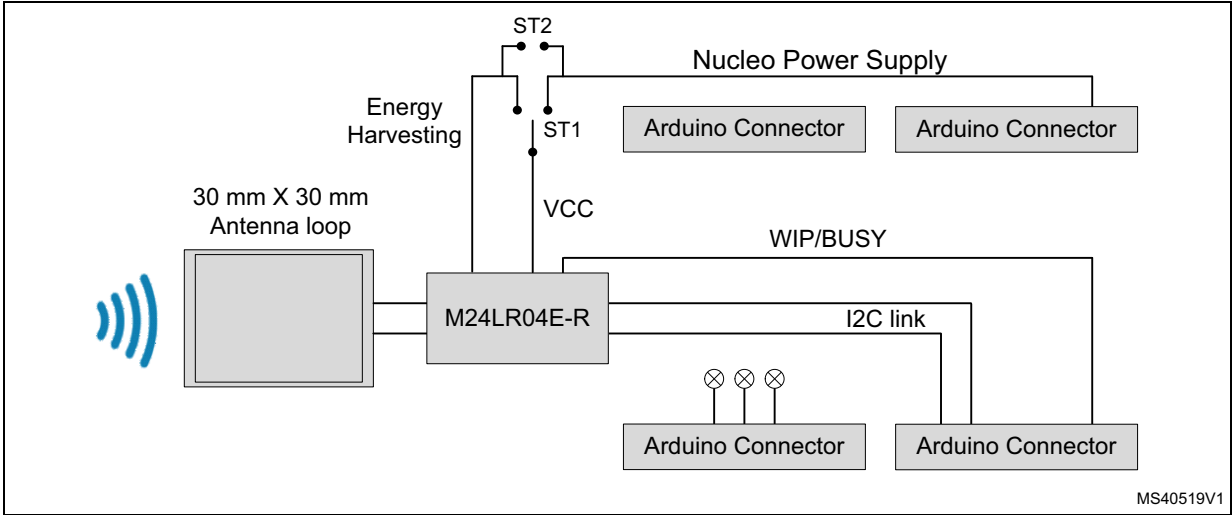 ST2
Nucleo Power Supply
Energy
Harvesting
ST1
Arduino Connector
Arduino Connector
30 mm X 30 mm
Antenna loop
VCC
WIP/BUSY
M24LR04E-R
I2C link
Arduino Connector
Arduino Connector
MS40519V1